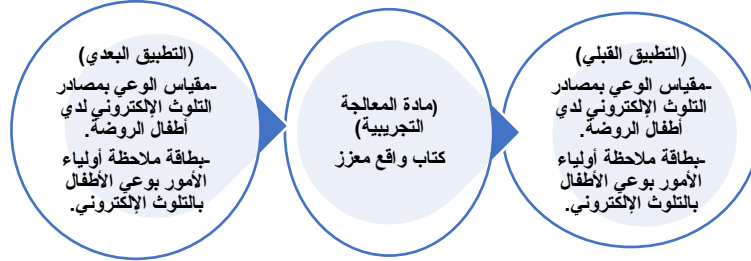 (التطبيق القبلي)
-مقياس الوعي بمصادر
التلوث الإلكتروني لدي
أطفال الروضة.
-بطاقة ملاحظة أولياء
الأمور بوعي الأطفال
بالتلوث الإلكتروني.
(مادة المعالجة
التجريبية)
كتاب واقع معزز
(التطبيق البعدي)
-مقياس الوعي بمصادر
التلوث الإلكتروني لدي
أطفال الروضة.
-بطاقة ملاحظة أولياء
الأمور بوعي الأطفال
بالتلوث الإلكتروني.